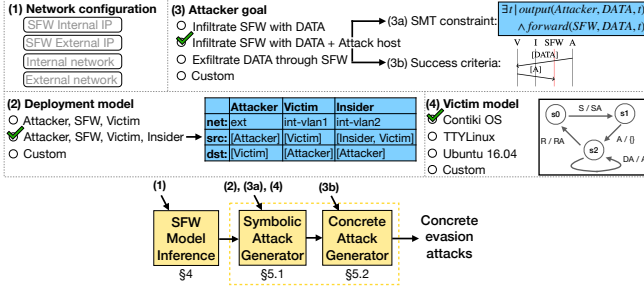 (1) Network configuration
SFW Internal IP
SFW External IP
Internal network
External network
(3) Attacker goal
Infiltrate SFW with DATA
Infiltrate SFW with DATA + Attack host
Exfiltrate DATA through SFW
Custom
(3a) SMT constraint:
(3b) Success criteria:
∃t | output(Attacker, DATA, t)
∧ forward(SFW, DATA, t)
V I SFW A
[DATA]
[A]
(2) Deployment model
Attacker, SFW, Victim
Attacker, SFW, Victim, Insider
Custom
Attacker Victim Insider
net: ext int-vlan1 int-vlan2
src: [Attacker] [Victim] [Insider, Victim]
dst: [Victim] [Attacker] [Attacker]
(4) Victim model
Contiki OS
TTYLinux
Ubuntu 16.04
Custom
s0
S / SA
s1
R / RA
A / {}
s2
DA / A
(1)
(2), (3a), (4)
(3b)
SFW
Model
Inference
Symbolic
Attack
Generator
Concrete
Attack
Generator
Concrete
evasion
attacks
§4
§5.1
§5.2